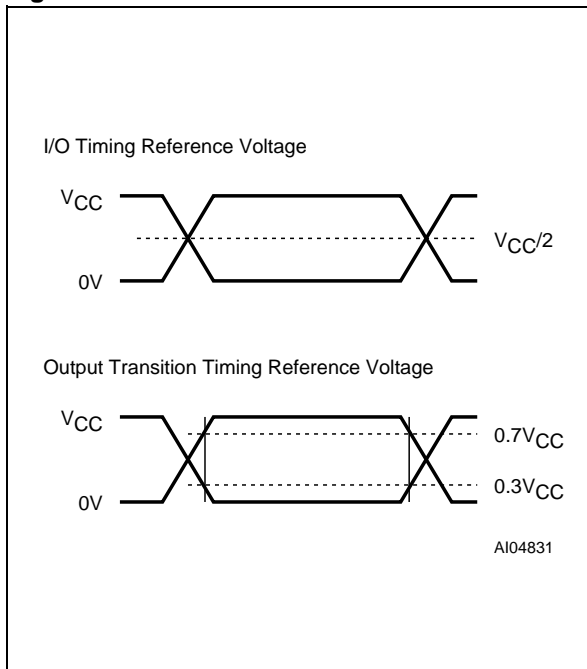 I/O Timing Reference Voltage
VCC
VCC/2
0V
Output Transition Timing Reference Voltage
VCC
0.7VCC
0.3VCC
0V
AI04831